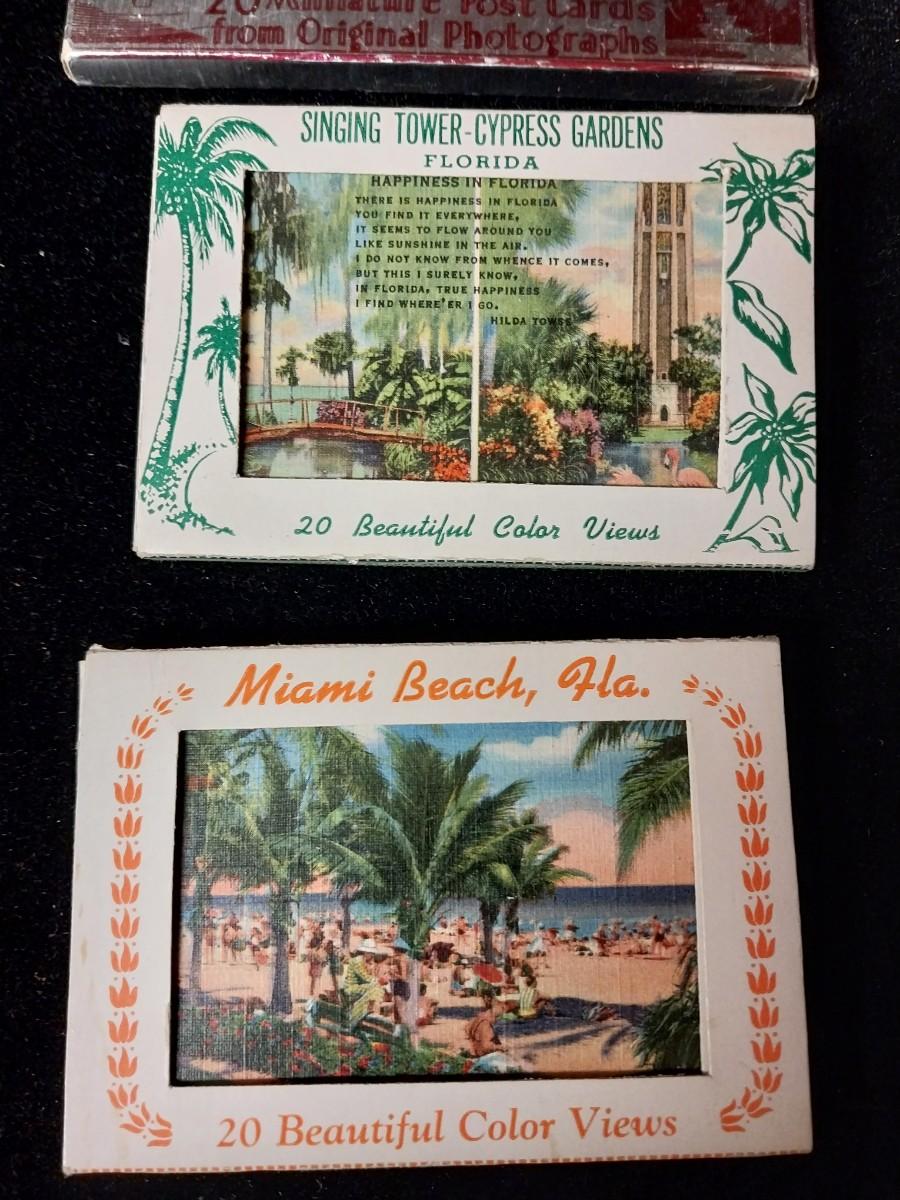 20 Miniature Post Cards
from Original Photographs
SINGING TOWER-CYPRESS GARDENS
FLORIDA
HAPPINESS IN FLORIDA
THERE IS HAPPINESS IN FLORIDA
YOU FIND IT EVERYWHERE,
IT SEEMS TO FLOW AROUND YOU
LIKE SUNSHINE IN THE AIR.
I DO NOT KNOW FROM WHENCE IT COMES,
BUT THIS I SURELY KNOW,
IN FLORIDA, TRUE HAPPINESS
I FIND WHERE'ER I GO.
HILDA TOWSE
20 Beautiful Color Views
Miami Beach, Fla.
20 Beautiful Color Views